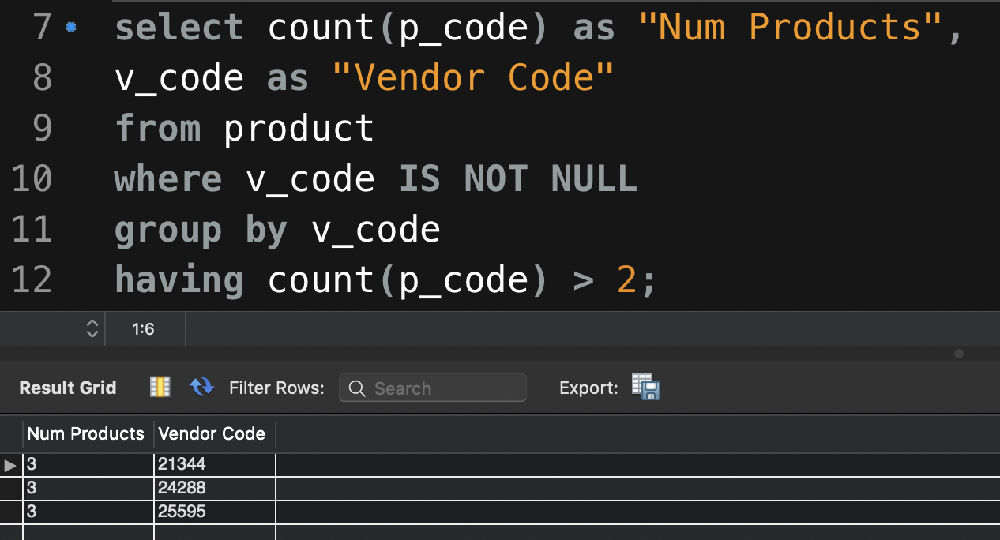 7 select count(p_code) as "Num Products",
8 v_code as "Vendor Code"
9 from product
10 where v_code IS NOT NULL
11 group by v_code
12 having count(p_code) > 2;
1:6
Result Grid Filter Rows: Search Export:
Num Products Vendor Code
3 21344
3 24288
3 25595